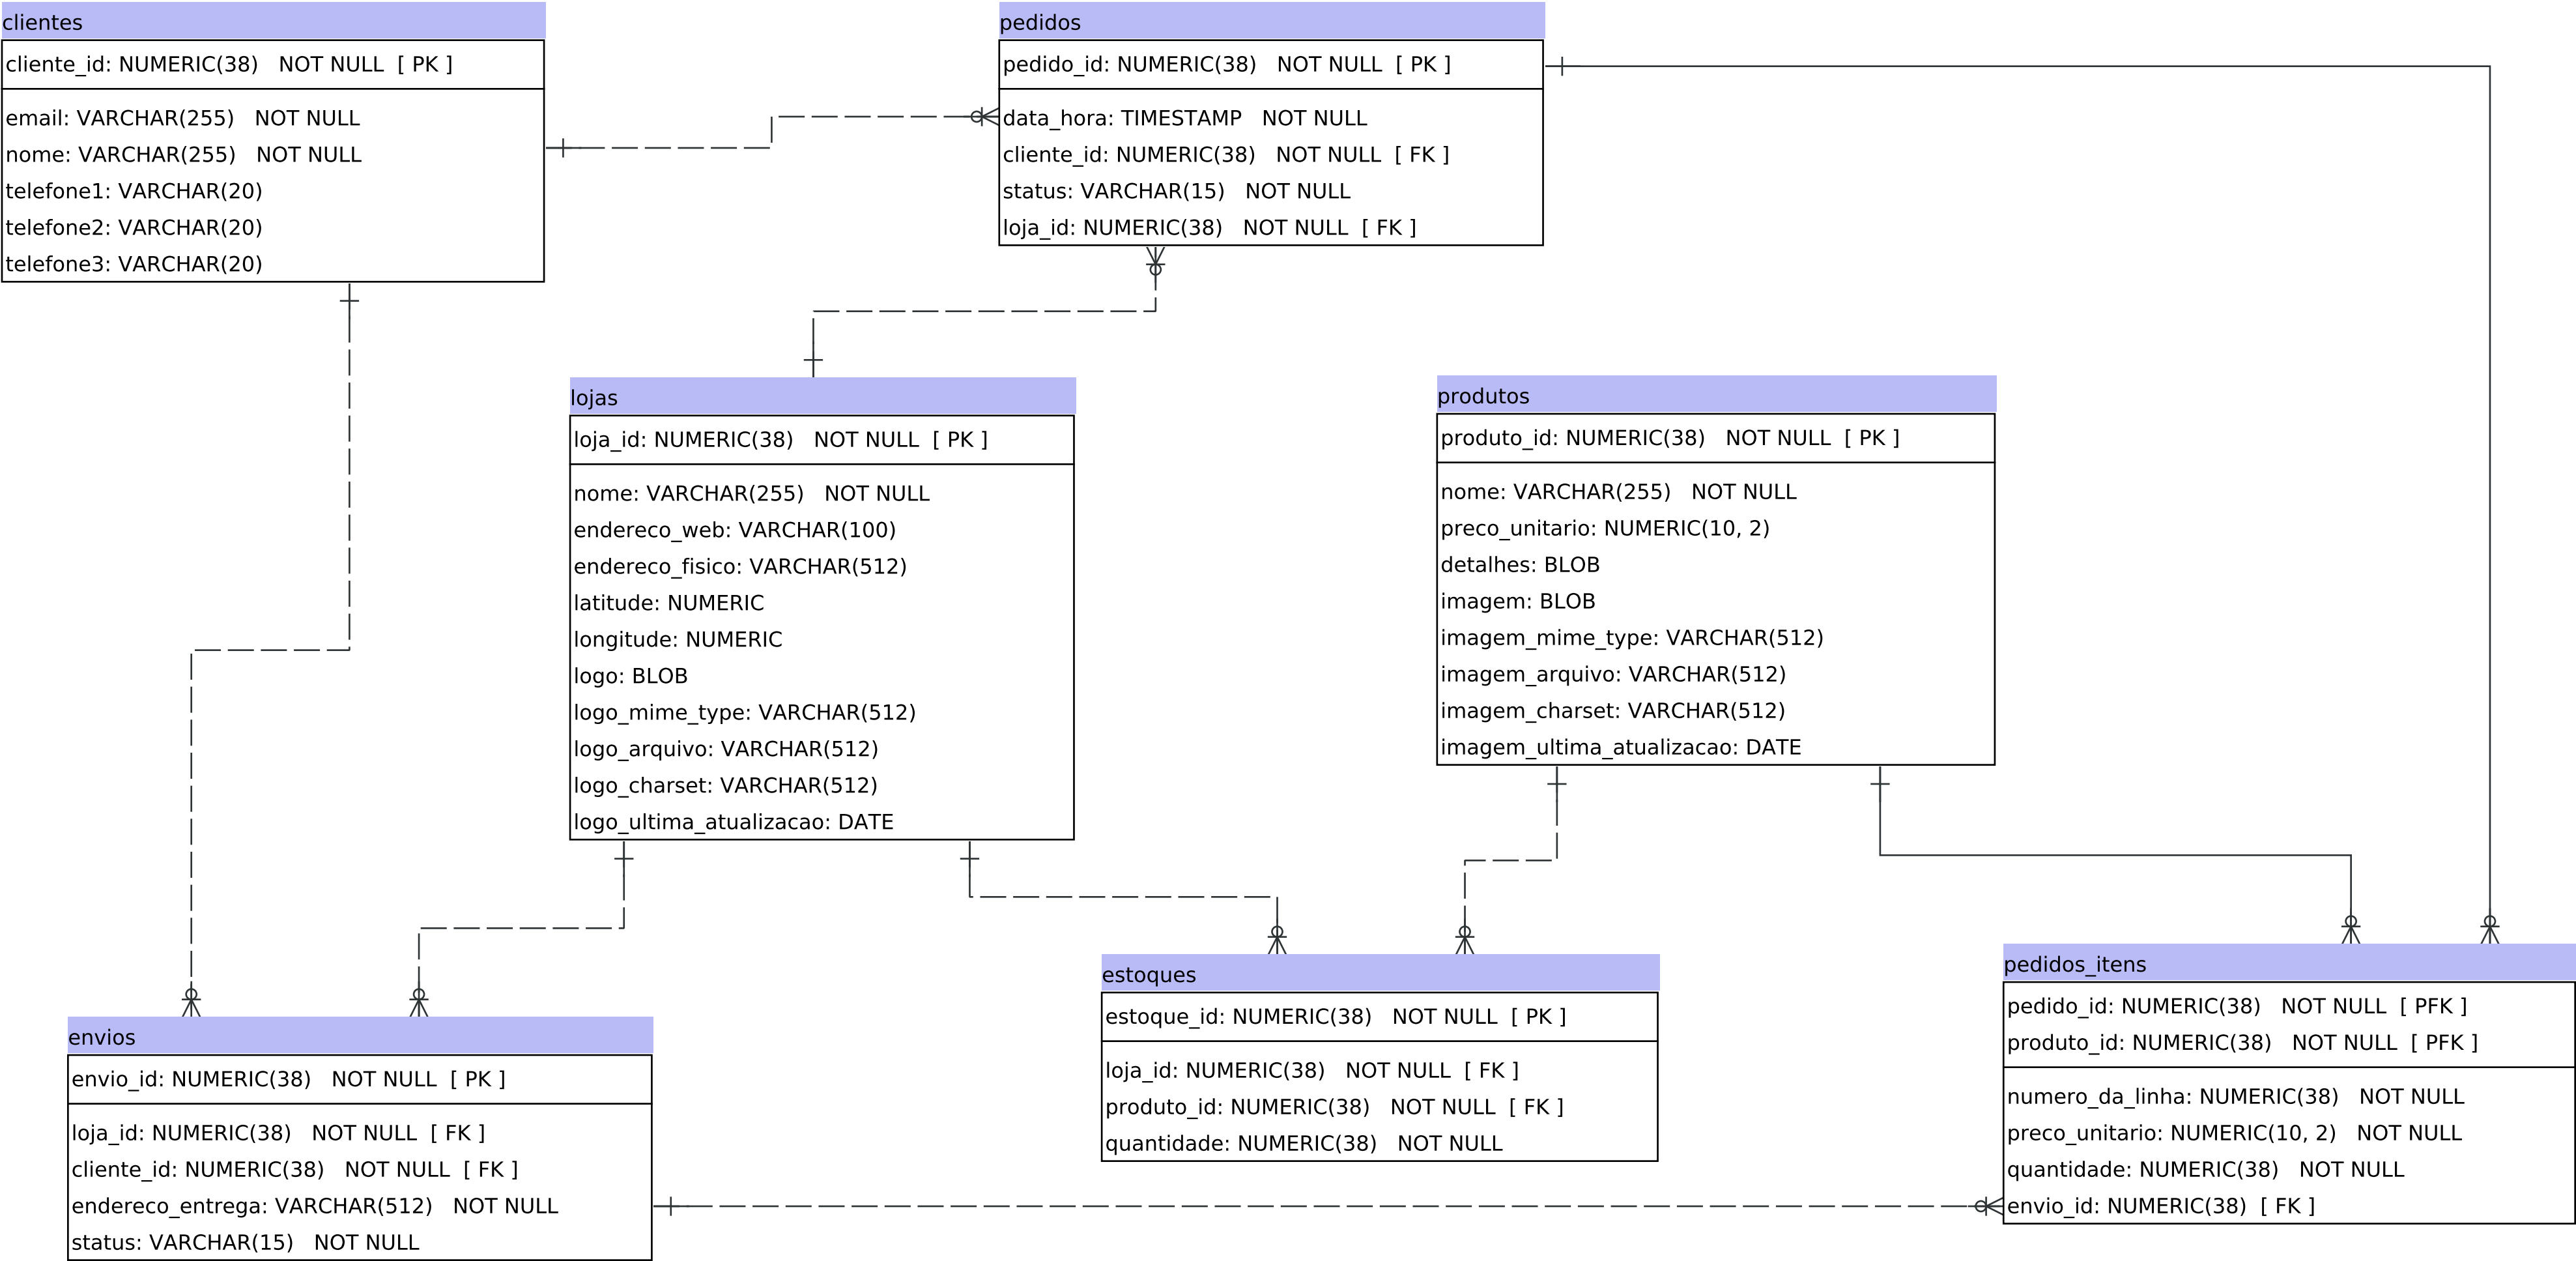 clientes
cliente_id: NUMERIC(38) NOT NULL [ PK ]
email: VARCHAR(255) NOT NULL
nome: VARCHAR(255) NOT NULL
telefone1: VARCHAR(20)
telefone2: VARCHAR(20)
telefone3: VARCHAR(20)
pedidos
pedido_id: NUMERIC(38) NOT NULL [ PK ]
data_hora: TIMESTAMP NOT NULL
cliente_id: NUMERIC(38) NOT NULL [ FK ]
status: VARCHAR(15) NOT NULL
loja_id: NUMERIC(38) NOT NULL [ FK ]
lojas
loja_id: NUMERIC(38) NOT NULL [ PK ]
nome: VARCHAR(255) NOT NULL
endereco_web: VARCHAR(100)
endereco_fisico: VARCHAR(512)
latitude: NUMERIC
longitude: NUMERIC
logo: BLOB
logo_mime_type: VARCHAR(512)
logo_arquivo: VARCHAR(512)
logo_charset: VARCHAR(512)
logo_ultima_atualizacao: DATE
produtos
produto_id: NUMERIC(38) NOT NULL [ PK ]
nome: VARCHAR(255) NOT NULL
preco_unitario: NUMERIC(10, 2)
detalhes: BLOB
imagem: BLOB
imagem_mime_type: VARCHAR(512)
imagem_arquivo: VARCHAR(512)
imagem_charset: VARCHAR(512)
imagem_ultima_atualizacao: DATE
envios
envio_id: NUMERIC(38) NOT NULL [ PK ]
loja_id: NUMERIC(38) NOT NULL [ FK ]
cliente_id: NUMERIC(38) NOT NULL [ FK ]
endereco_entrega: VARCHAR(512) NOT NULL
status: VARCHAR(15) NOT NULL
estoques
estoque_id: NUMERIC(38) NOT NULL [ PK ]
loja_id: NUMERIC(38) NOT NULL [ FK ]
produto_id: NUMERIC(38) NOT NULL [ FK ]
quantidade: NUMERIC(38) NOT NULL
pedidos_itens
pedido_id: NUMERIC(38) NOT NULL [ PFK ]
produto_id: NUMERIC(38) NOT NULL [ PFK ]
numero_da_linha: NUMERIC(38) NOT NULL
preco_unitario: NUMERIC(10, 2) NOT NULL
quantidade: NUMERIC(38) NOT NULL
envio_id: NUMERIC(38) [ FK ]